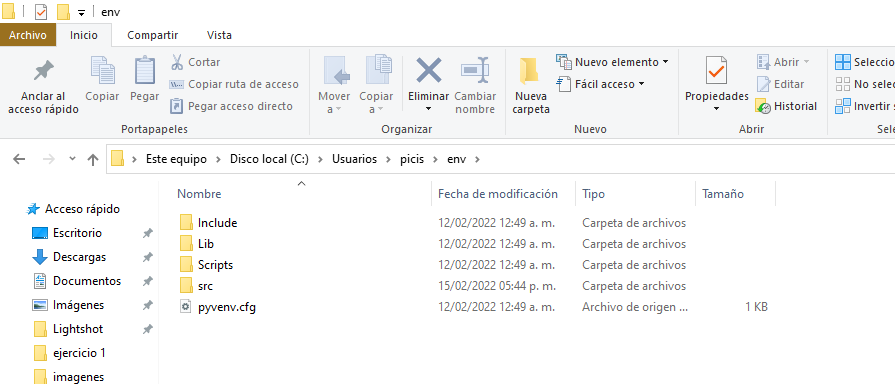 env
Archivo Inicio Compartir Vista
Anclar al acceso rápido
Copiar
Pegar
Cortar
Copiar ruta de acceso
Pegar acceso directo
Portapapeles
Mover a
Copiar a
Eliminar
Cambiar nombre
Organizar
Nueva carpeta
Nuevo elemento
Fácil acceso
Nuevo
Propiedades
Abrir
Editar
Historial
Abrir
Seleccio
No selec
Invertir s
Sele
Este equipo > Disco local (C:) > Usuarios > picis > env >
Nombre Fecha de modificación Tipo Tamaño
Include 12/02/2022 12:49 a. m. Carpeta de archivos
Lib 12/02/2022 12:49 a. m. Carpeta de archivos
Scripts 12/02/2022 12:49 a. m. Carpeta de archivos
src 15/02/2022 05:44 p. m. Carpeta de archivos
pyvenv.cfg 12/02/2022 12:49 a. m. Archivo de origen ... 1 KB
Acceso rápido
Escritorio
Descargas
Documentos
Imágenes
Lightshot
ejercicio 1
imagenes